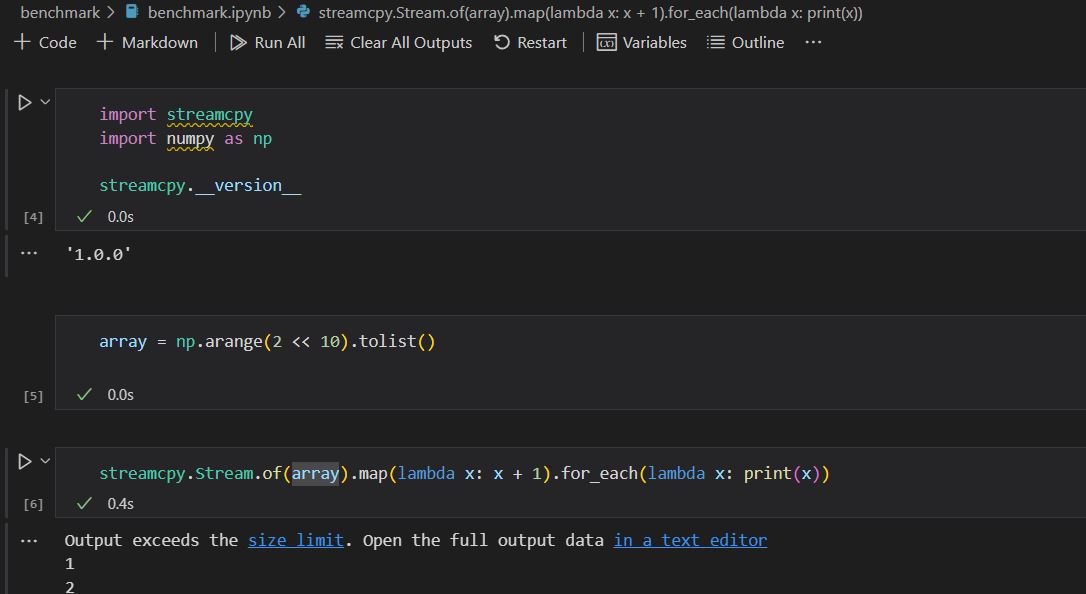 benchmark > benchmark.ipynb > streamcpy.Stream.of(array).map(lambda x: x + 1).for_each(lambda x: print(x))
+ Code + Markdown | Run All Clear All Outputs Restart | Variables Outline ...
import streamcpy
import numpy as np
streamcpy.__version__
[4] 0.0s
... '1.0.0'
array = np.arange(2 << 10).tolist()
[5] 0.0s
streamcpy.Stream.of(array).map(lambda x: x + 1).for_each(lambda x: print(x))
[6] 0.4s
... Output exceeds the size limit. Open the full output data in a text editor
1
2